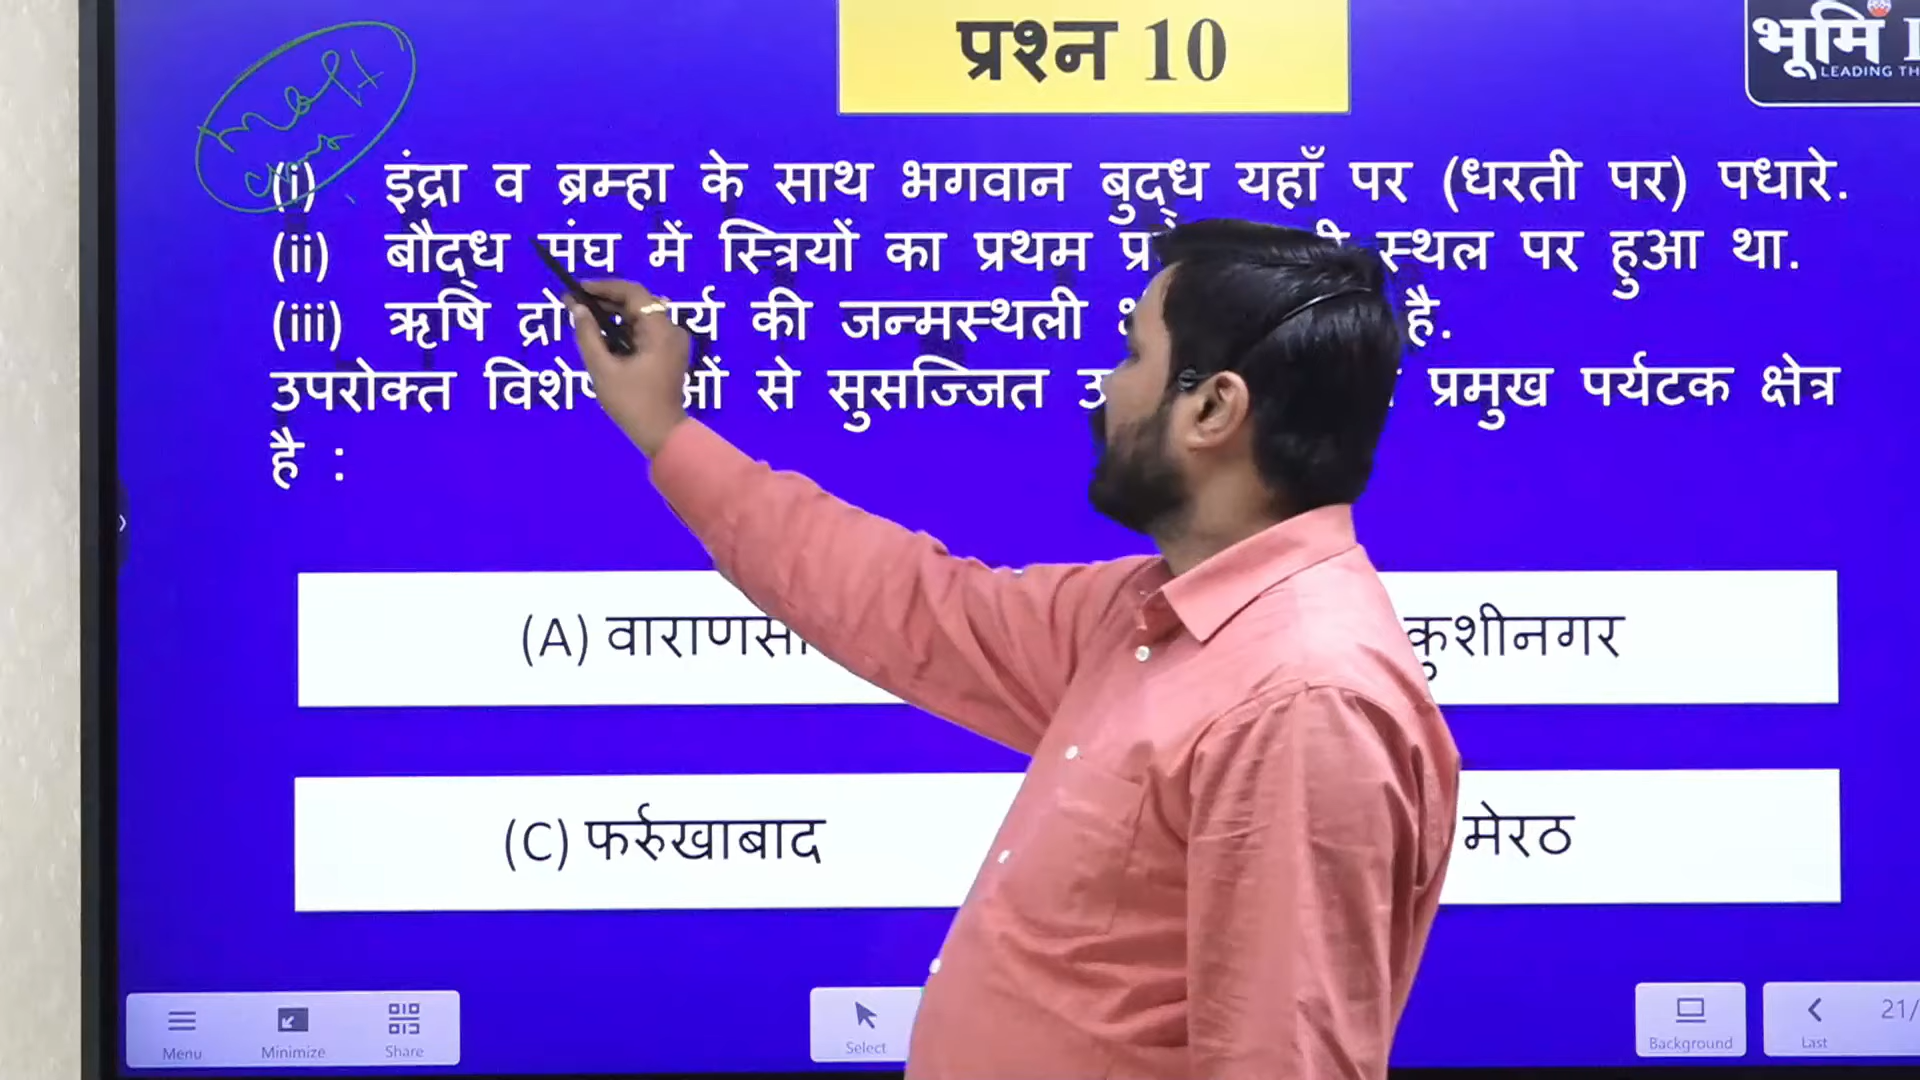 प्रश्न 10
भूमि
LEADING TH
(i) इंद्रा व ब्रम्हा के साथ भगवान बुद्ध यहाँ पर (धरती पर) पधारे.
(ii) बौद्ध संघ में स्त्रियों का प्रथम स्थल पर हुआ था.
(iii) ऋषि की जन्मस्थली है.
उपरोक्त से सुसज्जित प्रमुख पर्यटक क्षेत्र
है :
(A) वाराणसी कुशीनगर
(C) फर्रुखाबाद मेरठ
Menu Minimize Share Select Background Last 21/